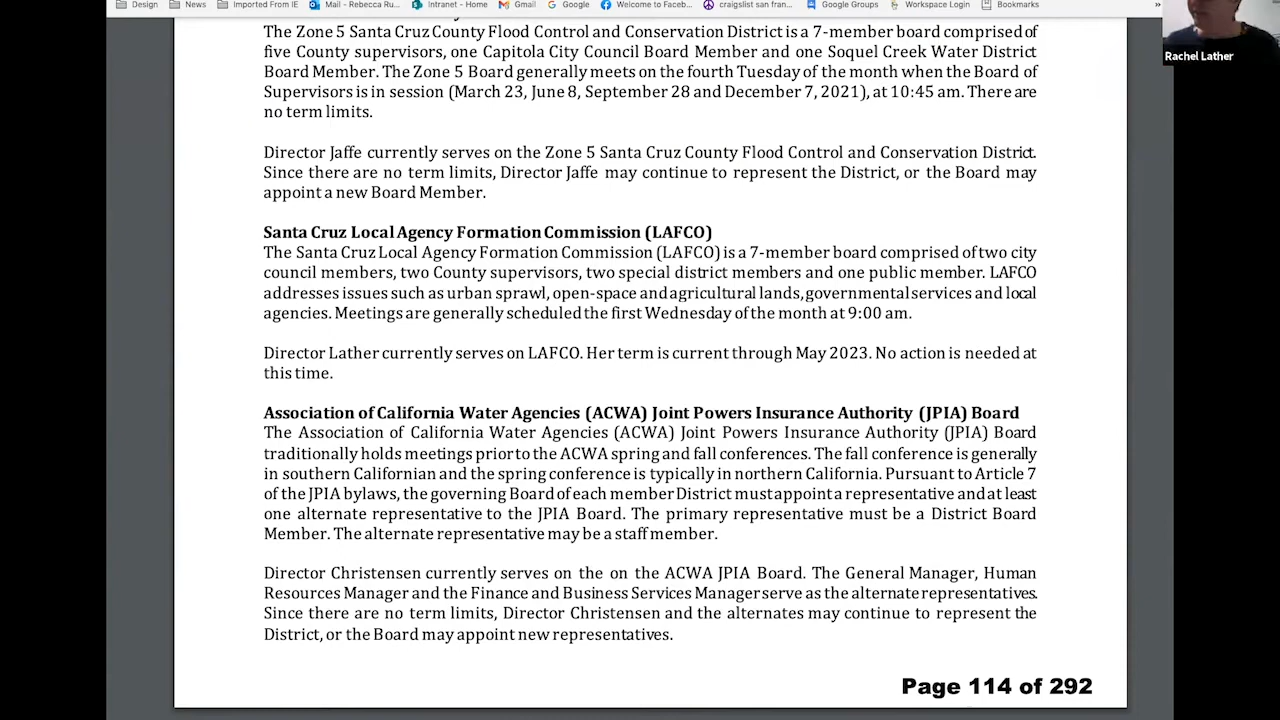 Design News Imported From IE Mail - Rebecca Ru... Intranet - Home Gmail Google Welcome to Faceb... craigslist san fran... Google Groups Workspace Login Bookmarks »
The Zone 5 Santa Cruz County Flood Control and Conservation District is a 7-member board comprised of
five County supervisors, one Capitola City Council Board Member and one Soquel Creek Water District
Board Member. The Zone 5 Board generally meets on the fourth Tuesday of the month when the Board of
Supervisors is in session (March 23, June 8, September 28 and December 7, 2021), at 10:45 am. There are
no term limits.
Director Jaffe currently serves on the Zone 5 Santa Cruz County Flood Control and Conservation District.
Since there are no term limits, Director Jaffe may continue to represent the District, or the Board may
appoint a new Board Member.
Santa Cruz Local Agency Formation Commission (LAFCO)
The Santa Cruz Local Agency Formation Commission (LAFCO) is a 7-member board comprised of two city
council members, two County supervisors, two special district members and one public member. LAFCO
addresses issues such as urban sprawl, open-space and agricultural lands, governmental services and local
agencies. Meetings are generally scheduled the first Wednesday of the month at 9:00 am.
Director Lather currently serves on LAFCO. Her term is current through May 2023. No action is needed at
this time.
Association of California Water Agencies (ACWA) Joint Powers Insurance Authority (JPIA) Board
The Association of California Water Agencies (ACWA) Joint Powers Insurance Authority (JPIA) Board
traditionally holds meetings prior to the ACWA spring and fall conferences. The fall conference is generally
in southern Californian and the spring conference is typically in northern California. Pursuant to Article 7
of the JPIA bylaws, the governing Board of each member District must appoint a representative and at least
one alternate representative to the JPIA Board. The primary representative must be a District Board
Member. The alternate representative may be a staff member.
Director Christensen currently serves on the on the ACWA JPIA Board. The General Manager, Human
Resources Manager and the Finance and Business Services Manager serve as the alternate representatives.
Since there are no term limits, Director Christensen and the alternates may continue to represent the
District, or the Board may appoint new representatives.
Page 114 of 292
Rachel Lather